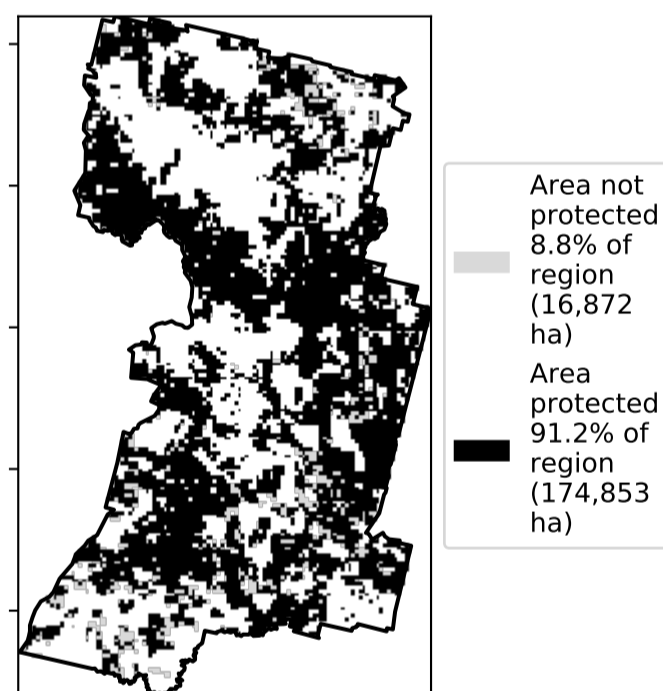 Area not
protected
8.8% of
region
(16,872
ha)
Area
protected
91.2% of
region
(174,853
ha)